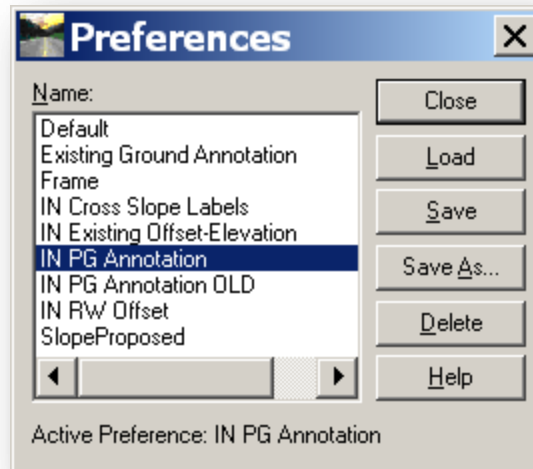 Preferences
Name:
Default
Existing Ground Annotation
Frame
IN Cross Slope Labels
IN Existing Offset-Elevation
IN PG Annotation
IN PG Annotation OLD
IN RW Offset
SlopeProposed
Close
Load
Save
Save As...
Delete
Help
Active Preference: IN PG Annotation